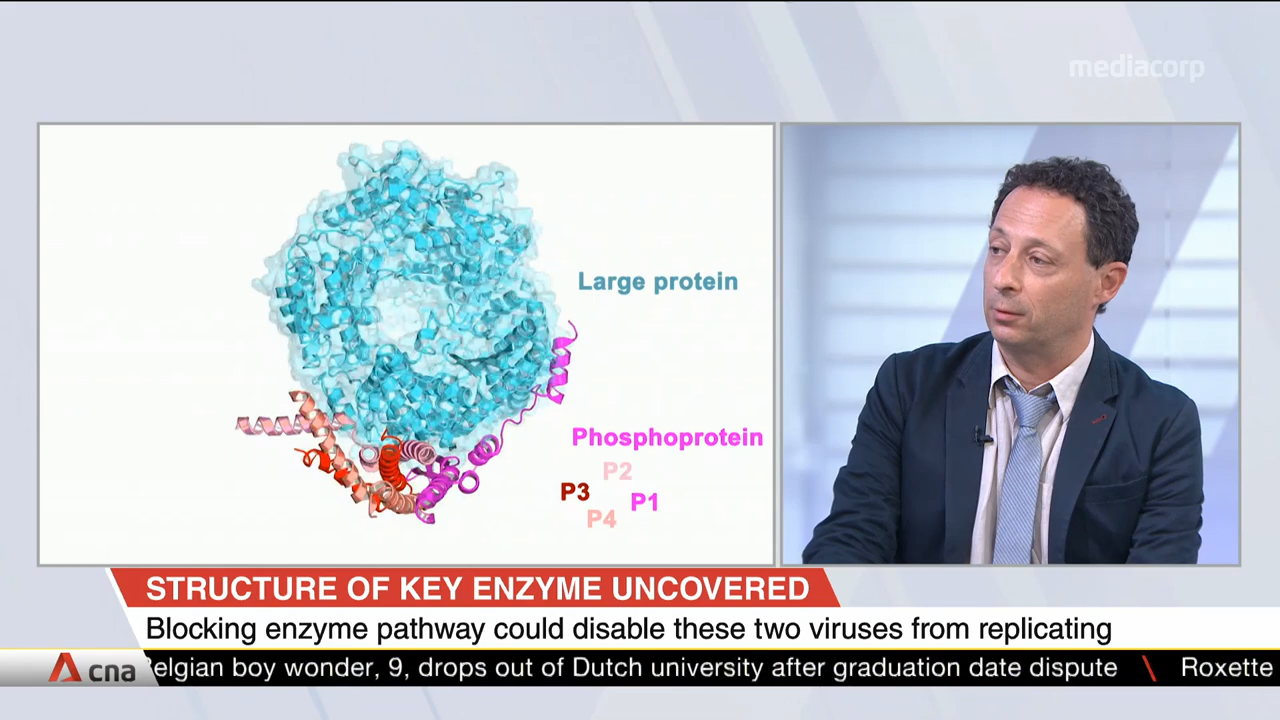 mediacorp
Large protein
Phosphoprotein
P2
P3
P1
P4
STRUCTURE OF KEY ENZYME UNCOVERED
Blocking enzyme pathway could disable these two viruses from replicating
cna
Belgian boy wonder, 9, drops out of Dutch university after graduation date dispute \ Roxette